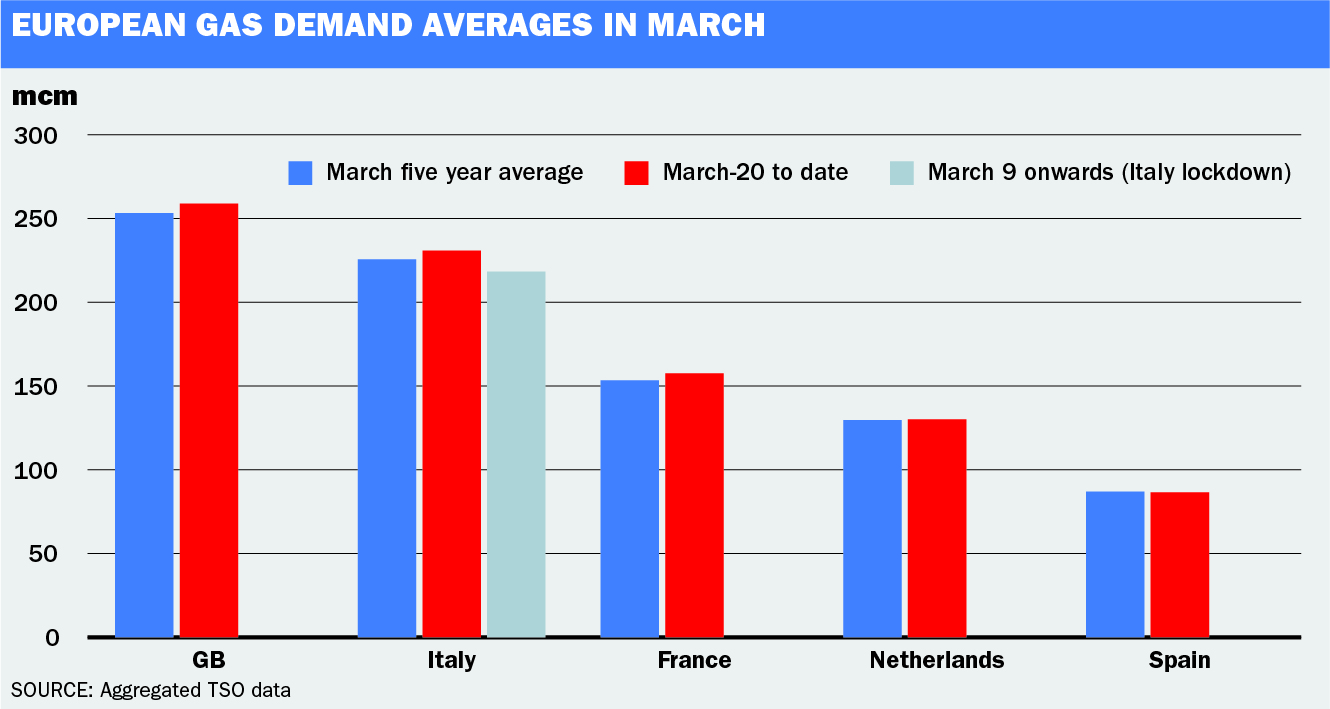 EUROPEAN GAS DEMAND AVERAGES IN MARCH
mcm
300
March five year average March-20 to date March 9 onwards (Italy lockdown)
250
200
150
100
50
0
GB Italy France Netherlands Spain
SOURCE: Aggregated TSO data